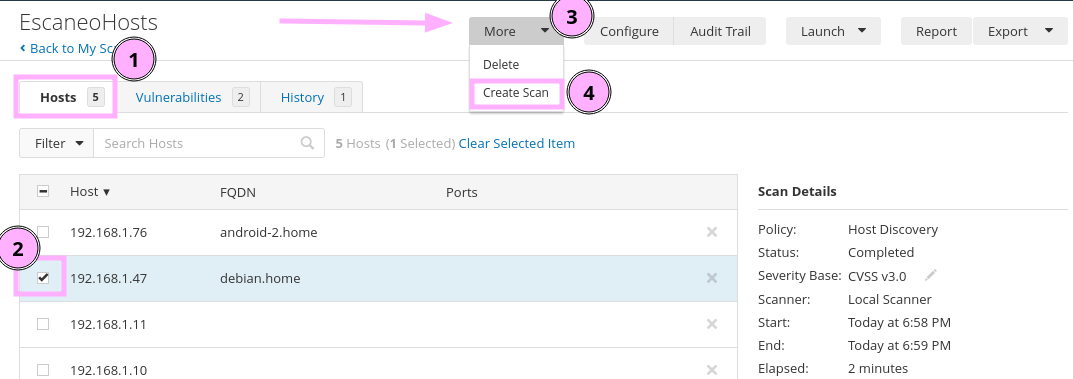 EscaneoHosts
Back to My Sc
1
3
More
Configure
Audit Trail
Launch
Report
Export
Delete
Create Scan
4
Hosts 5
Vulnerabilities 2
History 1
Filter
Search Hosts
5 Hosts (1 Selected) Clear Selected Item
Host FQDN Ports
192.168.1.76 android-2.home
2
192.168.1.47 debian.home
192.168.1.11
192.168.1.10
Scan Details
Policy: Host Discovery
Status: Completed
Severity Base: CVSS v3.0
Scanner: Local Scanner
Start: Today at 6:58 PM
End: Today at 6:59 PM
Elapsed: 2 minutes